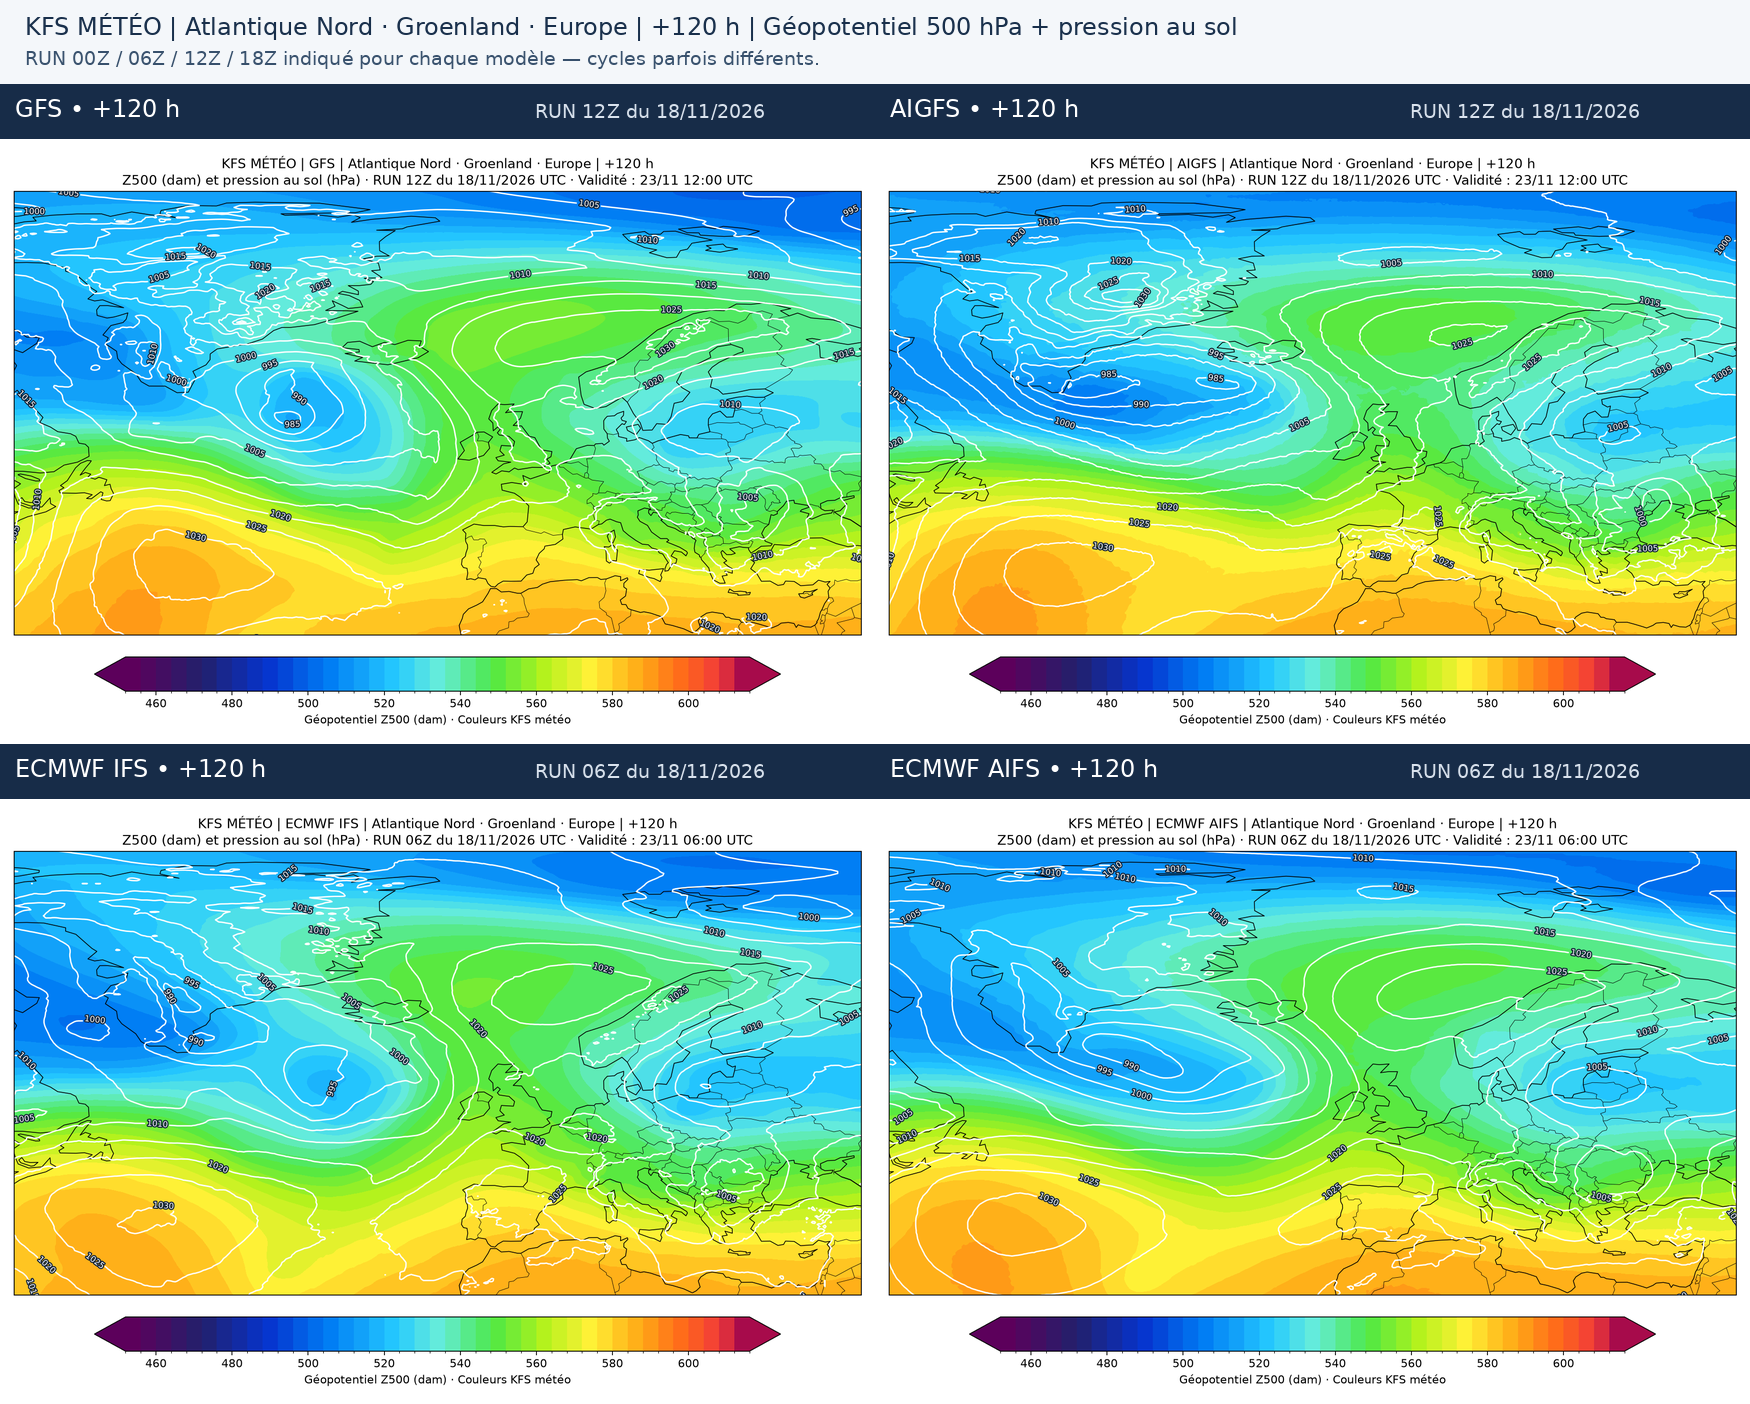 KFS MÉTÉO | Atlantique Nord · Groenland · Europe | +120 h | Géopotentiel 500 hPa + pression au sol
RUN 00Z / 06Z / 12Z / 18Z indiqué pour chaque modèle — cycles parfois différents.
GFS • +120 h
RUN 12Z du 18/11/2026
AIGFS • +120 h
RUN 12Z du 18/11/2026
KFS MÉTÉO | GFS | Atlantique Nord · Groenland · Europe | +120 h
Z500 (dam) et pression au sol (hPa) · RUN 12Z du 18/11/2026 UTC · Validité : 23/11 12:00 UTC
KFS MÉTÉO | AIGFS | Atlantique Nord · Groenland · Europe | +120 h
Z500 (dam) et pression au sol (hPa) · RUN 12Z du 18/11/2026 UTC · Validité : 23/11 12:00 UTC
460 480 500 520 540 560 580 600
Géopotentiel Z500 (dam) · Couleurs KFS météo
460 480 500 520 540 560 580 600
Géopotentiel Z500 (dam) · Couleurs KFS météo
ECMWF IFS • +120 h
RUN 06Z du 18/11/2026
ECMWF AIFS • +120 h
RUN 06Z du 18/11/2026
KFS MÉTÉO | ECMWF IFS | Atlantique Nord · Groenland · Europe | +120 h
Z500 (dam) et pression au sol (hPa) · RUN 06Z du 18/11/2026 UTC · Validité : 23/11 06:00 UTC
KFS MÉTÉO | ECMWF AIFS | Atlantique Nord · Groenland · Europe | +120 h
Z500 (dam) et pression au sol (hPa) · RUN 06Z du 18/11/2026 UTC · Validité : 23/11 06:00 UTC
460 480 500 520 540 560 580 600
Géopotentiel Z500 (dam) · Couleurs KFS météo
460 480 500 520 540 560 580 600
Géopotentiel Z500 (dam) · Couleurs KFS météo